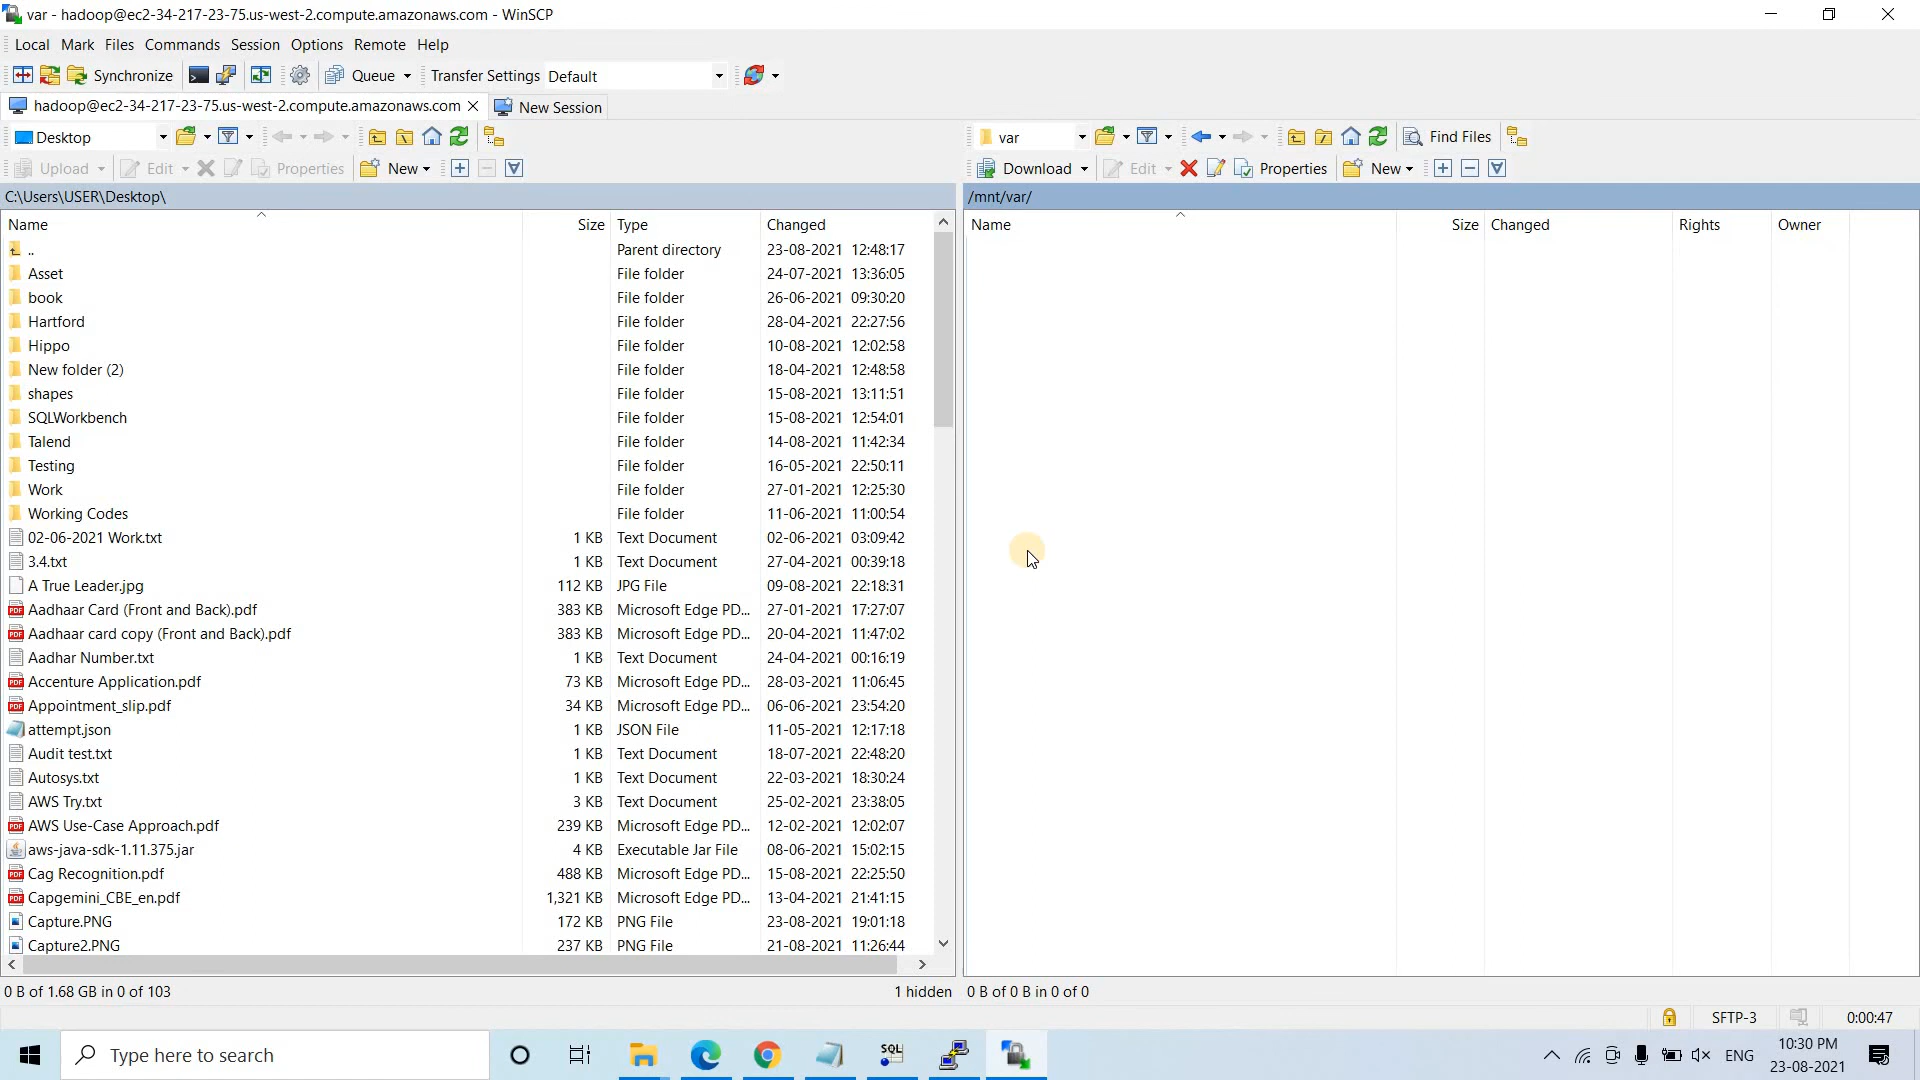 var - hadoop@ec2-34-217-23-75.us-west-2.compute.amazonaws.com - WinSCP
Local Mark Files Commands Session Options Remote Help
Synchronize Queue Transfer Settings Default
hadoop@ec2-34-217-23-75.us-west-2.compute.amazonaws.com New Session
Desktop var Find Files
Upload Edit Properties New Download Edit Properties New
C:\Users\USER\Desktop\ /mnt/var/
Name Size Type Changed Name Size Changed Rights Owner
.. Parent directory 23-08-2021 12:48:17
Asset File folder 24-07-2021 13:36:05
book File folder 26-06-2021 09:30:20
Hartford File folder 28-04-2021 22:27:56
Hippo File folder 10-08-2021 12:02:58
New folder (2) File folder 18-04-2021 12:48:58
shapes File folder 15-08-2021 13:11:51
SQLWorkbench File folder 15-08-2021 12:54:01
Talend File folder 14-08-2021 11:42:34
Testing File folder 16-05-2021 22:50:11
Work File folder 27-01-2021 12:25:30
Working Codes File folder 11-06-2021 11:00:54
02-06-2021 Work.txt 1 KB Text Document 02-06-2021 03:09:42
3.4.txt 1 KB Text Document 27-04-2021 00:39:18
A True Leader.jpg 112 KB JPG File 09-08-2021 22:18:31
Aadhaar Card (Front and Back).pdf 383 KB Microsoft Edge PD... 27-01-2021 17:27:07
Aadhaar card copy (Front and Back).pdf 383 KB Microsoft Edge PD... 20-04-2021 11:47:02
Aadhar Number.txt 1 KB Text Document 24-04-2021 00:16:19
Accenture Application.pdf 73 KB Microsoft Edge PD... 28-03-2021 11:06:45
Appointment_slip.pdf 34 KB Microsoft Edge PD... 06-06-2021 23:54:20
attempt.json 1 KB JSON File 11-05-2021 12:17:18
Audit test.txt 1 KB Text Document 18-07-2021 22:48:20
Autosys.txt 1 KB Text Document 22-03-2021 18:30:24
AWS Try.txt 3 KB Text Document 25-02-2021 23:38:05
AWS Use-Case Approach.pdf 239 KB Microsoft Edge PD... 12-02-2021 12:02:07
aws-java-sdk-1.11.375.jar 4 KB Executable Jar File 08-06-2021 15:02:15
Cag Recognition.pdf 488 KB Microsoft Edge PD... 15-08-2021 22:25:50
Capgemini_CBE_en.pdf 1,321 KB Microsoft Edge PD... 13-04-2021 21:41:15
Capture.PNG 172 KB PNG File 23-08-2021 19:01:18
Capture2.PNG 237 KB PNG File 21-08-2021 11:26:44
0 B of 1.68 GB in 0 of 103 1 hidden 0 B of 0 B in 0 of 0
SFTP-3 0:00:47
Type here to search SQL ENG 10:30 PM
23-08-2021